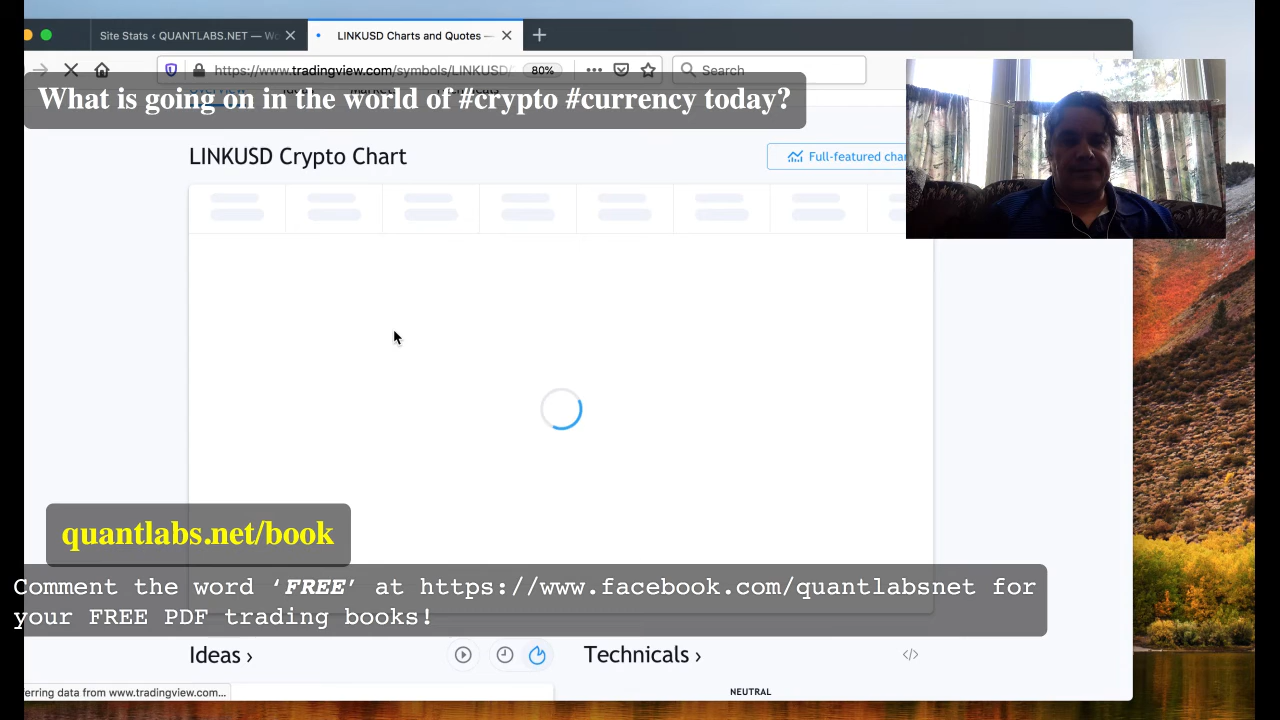 Site Stats ‹ QUANTLABS.NET — Wo
LINKUSD Charts and Quotes —
https://www.tradingview.com/symbols/LINKUSD/
80%
Search
What is going on in the world of #crypto #currency today?
LINKUSD Crypto Chart
Full-featured char
quantlabs.net/book
Comment the word ‘FREE’ at https://www.facebook.com/quantlabsnet for
your FREE PDF trading books!
Ideas ›
Technicals ›
</>
NEUTRAL
erring data from www.tradingview.com...